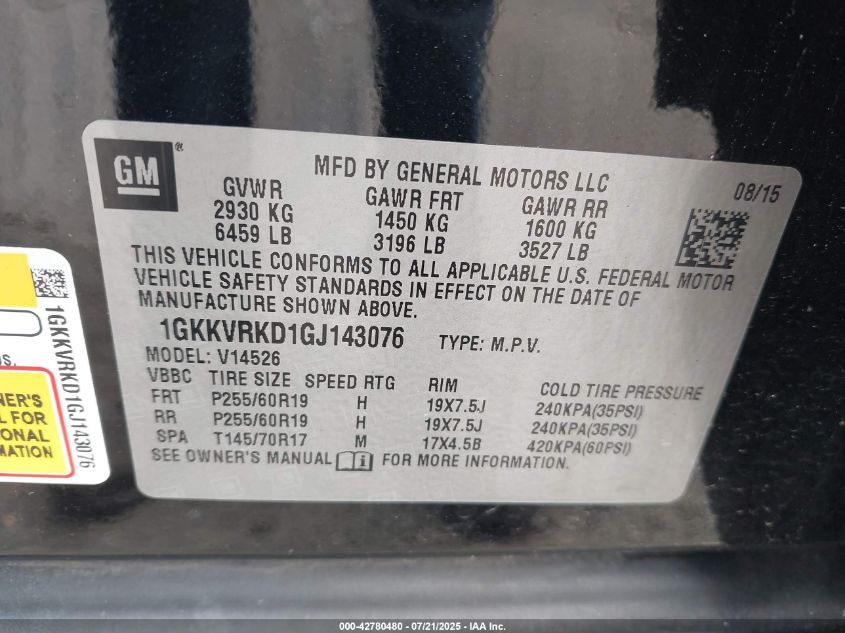 GM
®
MFD BY GENERAL MOTORS LLC
08/15
GVWR GAWR FRT GAWR RR
2930 KG 1450 KG 1600 KG
6459 LB 3196 LB 3527 LB
THIS VEHICLE CONFORMS TO ALL APPLICABLE U.S. FEDERAL MOTOR
VEHICLE SAFETY STANDARDS IN EFFECT ON THE DATE OF
MANUFACTURE SHOWN ABOVE.
1GKKVRKD1GJ143076 TYPE: M.P.V.
MODEL: V14526
VBBC TIRE SIZE SPEED RTG RIM COLD TIRE PRESSURE
FRT P255/60R19 H 19X7.5J 240KPA(35PSI)
RR P255/60R19 H 19X7.5J 240KPA(35PSI)
SPA T145/70R17 M 17X4.5B 420KPA(60PSI)
SEE OWNER'S MANUAL FOR MORE INFORMATION.
1GKKVRKD1GJ143076
NER'S
L FOR
IONAL
MATION
000-42780480 - 07/21/2025 - IAA Inc.